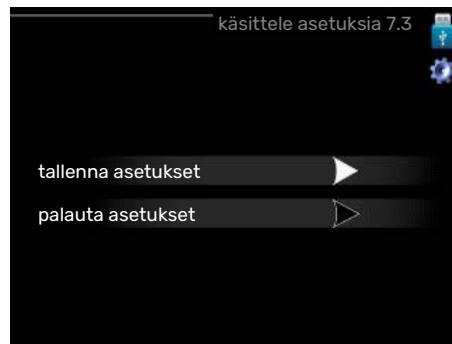 käsittele asetuksia 7.3
tallenna asetukset
palauta asetukset